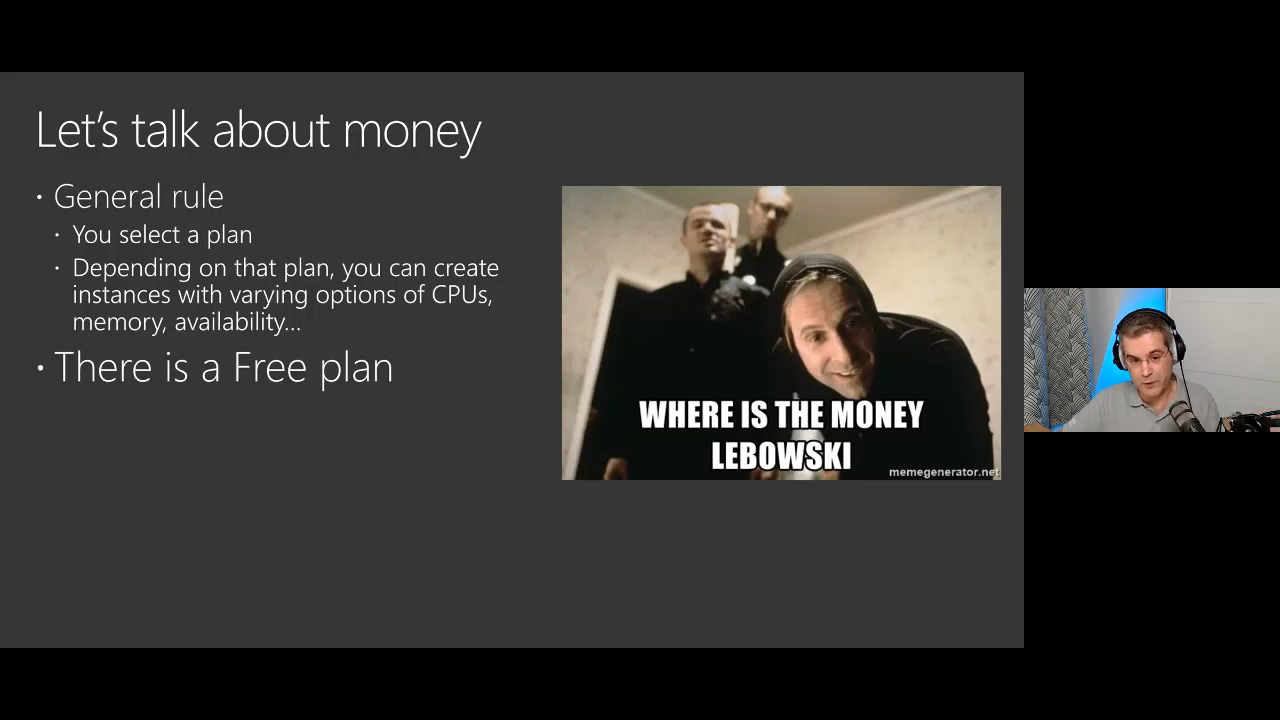 Let's talk about money
• General rule
• You select a plan
• Depending on that plan, you can create
instances with varying options of CPUs,
memory, availability...
• There is a Free plan
WHERE IS THE MONEY
LEBOWSKI
memegenerator.net